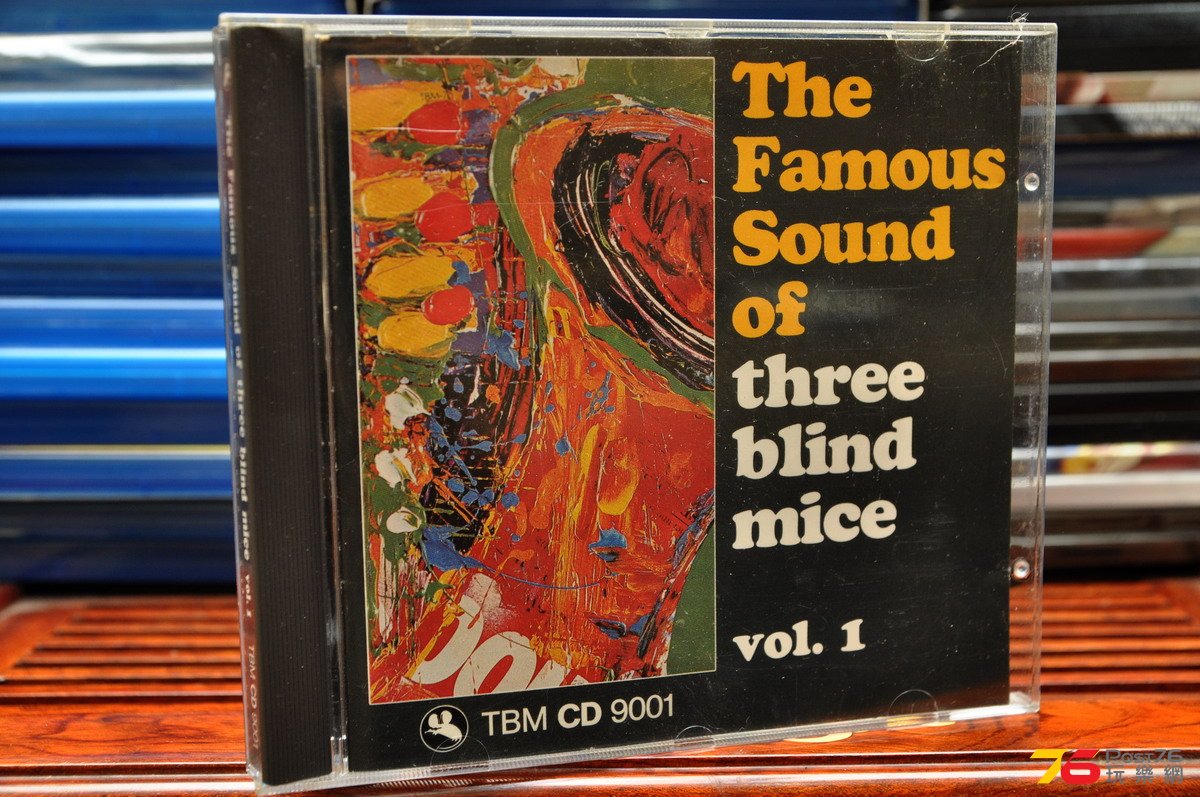 The
Famous
Sound
of
three
blind
mice
vol. 1
TBM CD 9001
The Famous Sound of three blind mice vol. 1 TBM CD 9001
76 Post76
玩樂網